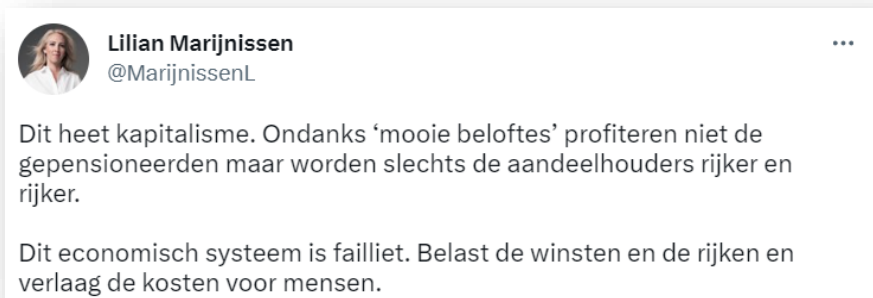 Lilian Marijnissen
@MarijnissenL
Dit heet kapitalisme. Ondanks ‘mooie beloftes’ profiteren niet de
gepensioneerden maar worden slechts de aandeelhouders rijker en
rijker.
Dit economisch systeem is failliet. Belast de winsten en de rijken en
verlaag de kosten voor mensen.